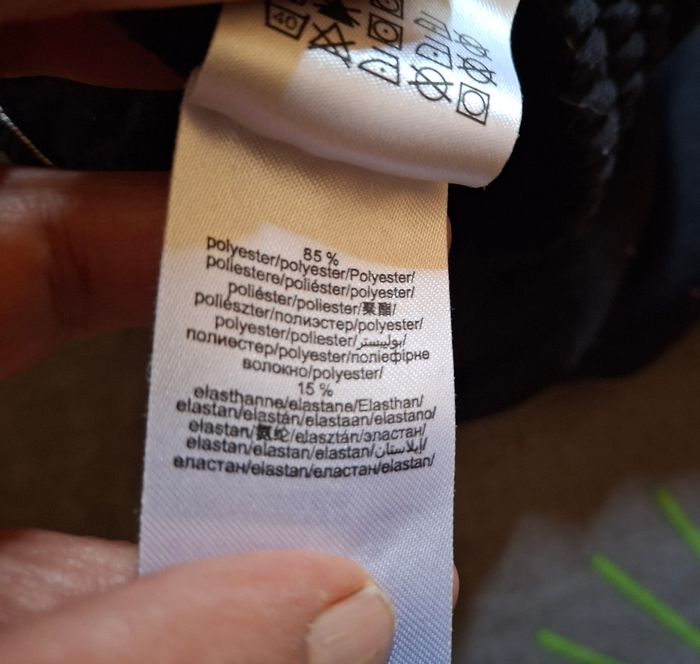 40
85 %
polyester/polyester/Polyester/
poliestere/poliéster/polyester/
poliéster/poliester/聚酯/
poliészter/полиэстер/polyester/
polyester/poliester/بوليستر/
полиестер/polyester/поліефірне
волокно/polyester/
15 %
elasthanne/elastane/Elasthan/
elastan/elastán/elastaan/elastano/
elastan/氨纶/elasztán/эластан/
elastan/elastan/elastan/إيلاستان/
еластан/elastan/еластан/elastan/